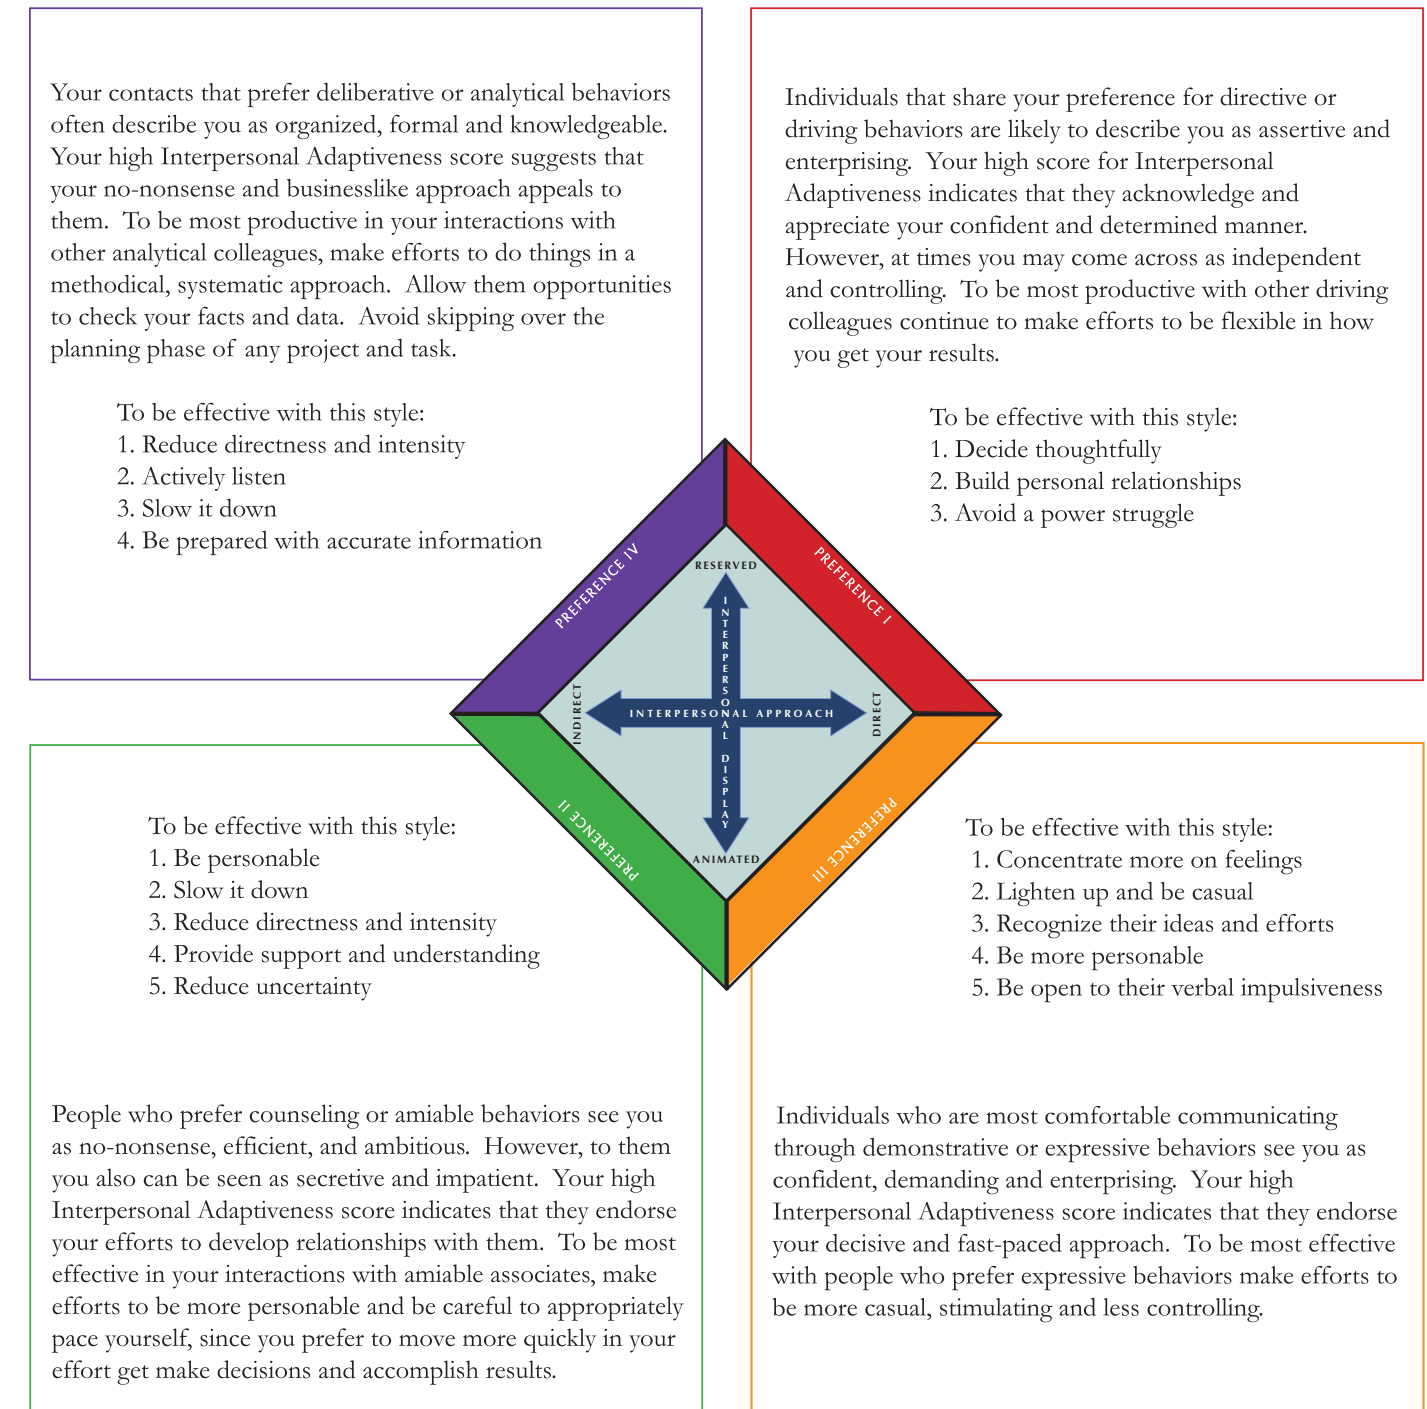 Your contacts that prefer deliberative or analytical behaviors
often describe you as organized, formal and knowledgeable.
Your high Interpersonal Adaptiveness score suggests that
your no-nonsense and businesslike approach appeals to
them.  To be most productive in your interactions with
other analytical colleagues, make efforts to do things in a
methodical, systematic approach.  Allow them opportunities
to check your facts and data.  Avoid skipping over the
planning phase of any project and task.
To be effective with this style:
1. Reduce directness and intensity
2. Actively listen
3. Slow it down
4. Be prepared with accurate information
Individuals that share your preference for directive or
driving behaviors are likely to describe you as assertive and
enterprising.  Your high score for Interpersonal
Adaptiveness indicates that they acknowledge and
appreciate your confident and determined manner.
However, at times you may come across as independent
and controlling.  To be most productive with other driving
colleagues continue to make efforts to be flexible in how
you get your results.
To be effective with this style:
1. Decide thoughtfully
2. Build personal relationships
3. Avoid a power struggle
PREFERENCE IV
PREFERENCE I
RESERVED
INTERPERSONAL DISPLAY
INDIRECT
INTERPERSONAL APPROACH
DIRECT
ANIMATED
PREFERENCE II
PREFERENCE III
To be effective with this style:
1. Be personable
2. Slow it down
3. Reduce directness and intensity
4. Provide support and understanding
5. Reduce uncertainty
People who prefer counseling or amiable behaviors see you
as no-nonsense, efficient, and ambitious.  However, to them
you also can be seen as secretive and impatient.  Your high
Interpersonal Adaptiveness score indicates that they endorse
your efforts to develop relationships with them.  To be most
effective in your interactions with amiable associates, make
efforts to be more personable and be careful to appropriately
pace yourself, since you prefer to move more quickly in your
effort get make decisions and accomplish results.
To be effective with this style:
1. Concentrate more on feelings
2. Lighten up and be casual
3. Recognize their ideas and efforts
4. Be more personable
5. Be open to their verbal impulsiveness
Individuals who are most comfortable communicating
through demonstrative or expressive behaviors see you as
confident, demanding and enterprising.  Your high
Interpersonal Adaptiveness score indicates that they endorse
your decisive and fast-paced approach.  To be most effective
with people who prefer expressive behaviors make efforts to
be more casual, stimulating and less controlling.